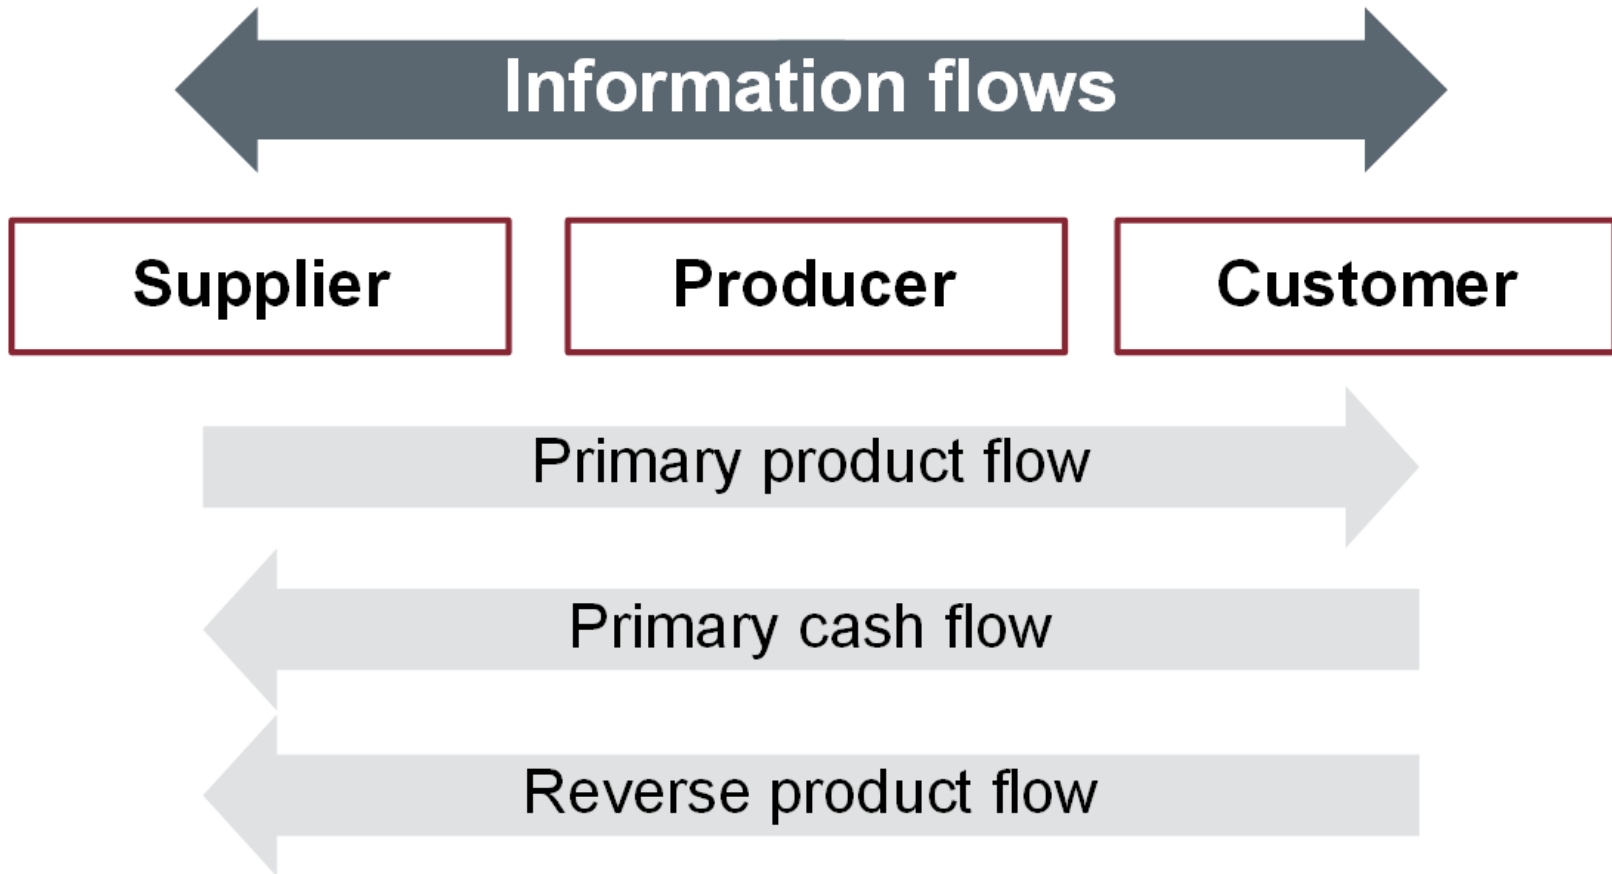 Information flows
Supplier
Producer
Customer
Primary product flow
Primary cash flow
Reverse product flow